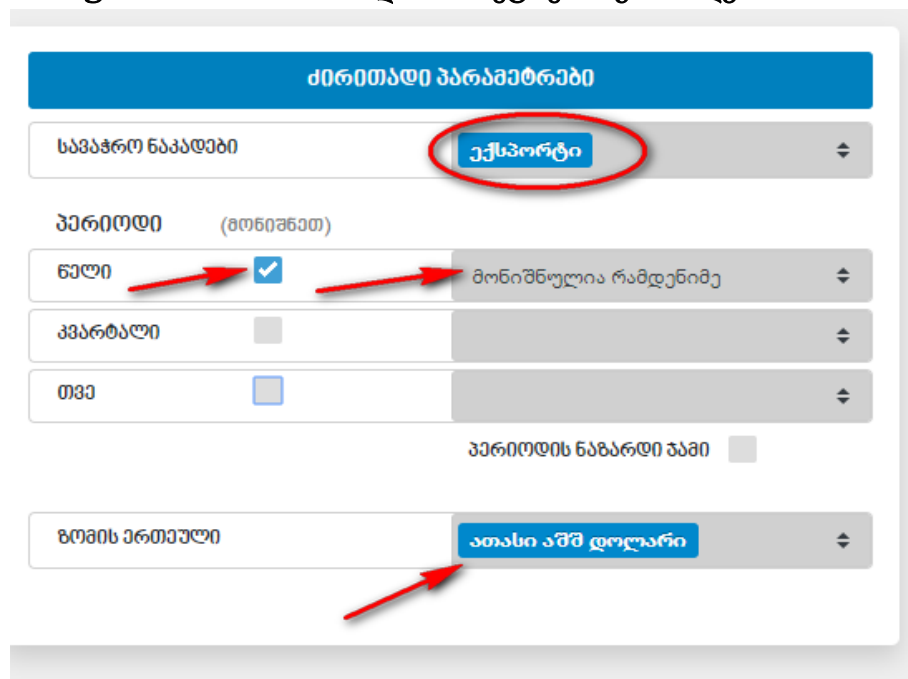 ძირითადი პარამეტრები
სავაჭრო ნაკადები ექსპორტი
პერიოდი (მონიშნეთ)
წელი მონიშნულია რამდენიმე
კვარტალი
თვე
პერიოდის ნაზარდი ჯამი
ზომის ერთეული ათასი აშშ დოლარი